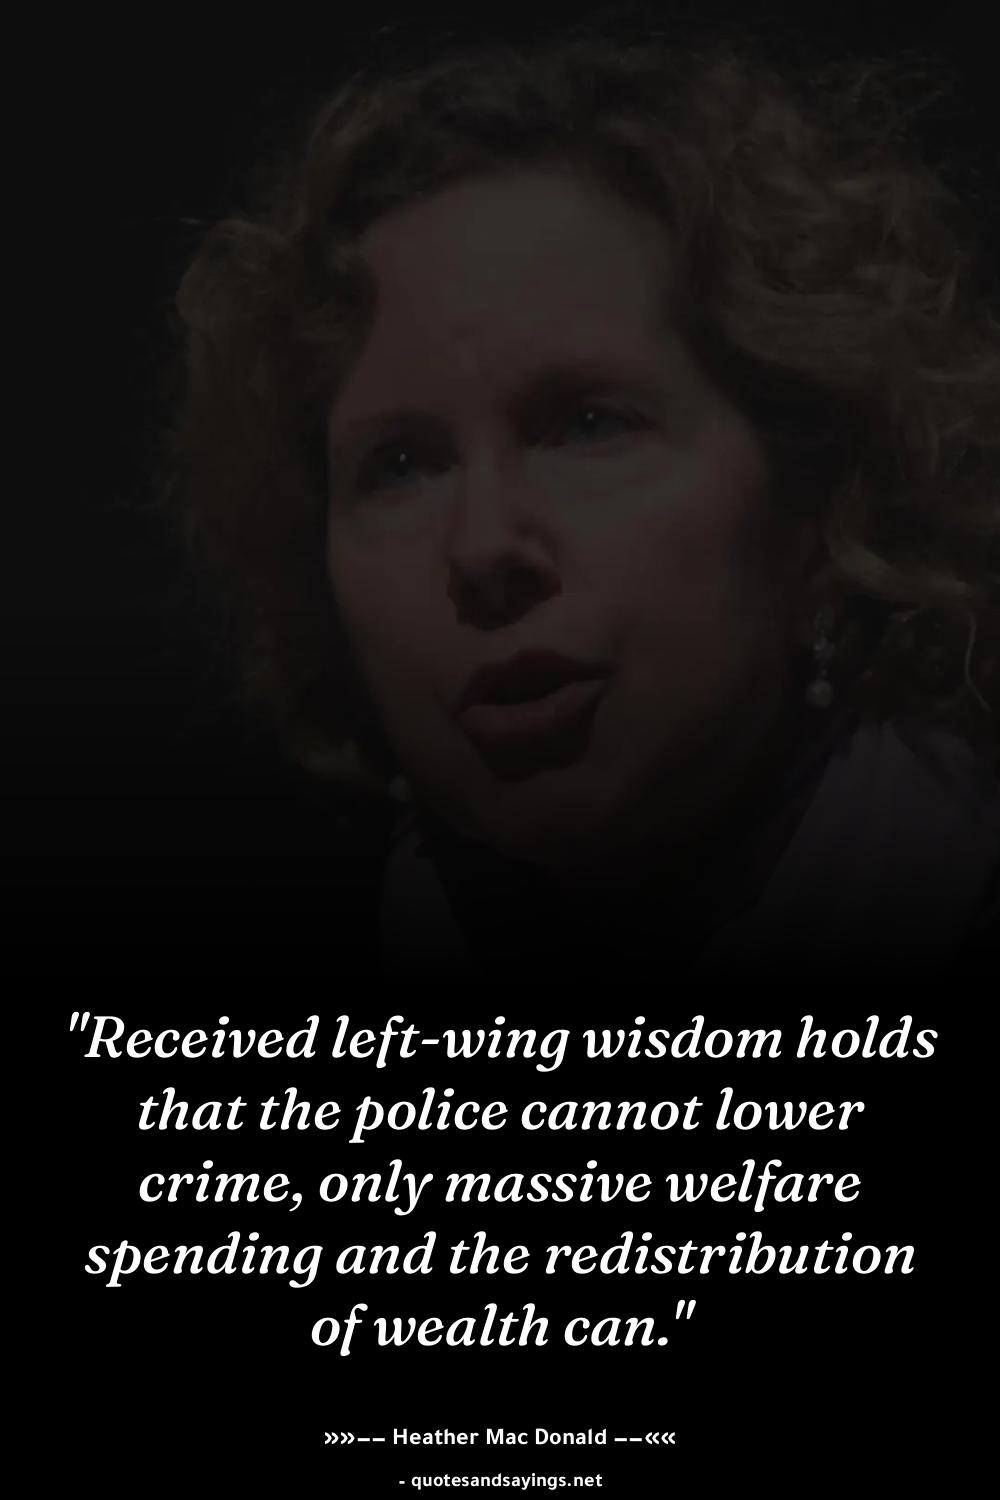 "Received left-wing wisdom holds
that the police cannot lower
crime, only massive welfare
spending and the redistribution
of wealth can."
»»−− Heather Mac Donald −−««
- quotesandsayings.net